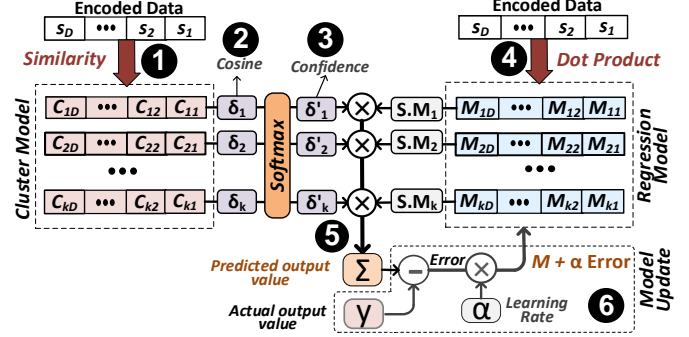 Encoded Data
s_D ••• s_2 s_1
Similarity
1
2
Cosine
3
Confidence
Encoded Data
s_D ••• s_2 s_1
4
Dot Product
Cluster Model
C_1D ••• C_12 C_11
C_2D ••• C_22 C_21
•••
C_kD ••• C_k2 C_k1
δ_1
δ_2
δ_k
Softmax
δ'_1
δ'_2
δ'_k
×
×
×
S.M_1
S.M_2
S.M_k
M_1D ••• M_12 M_11
M_2D ••• M_22 M_21
•••
M_kD ••• M_k2 M_k1
Regression
Model
5
Predicted output
value
Σ
−
Error
×
M + α Error
Actual output
value
y
α
Learning
Rate
6
Model
Update